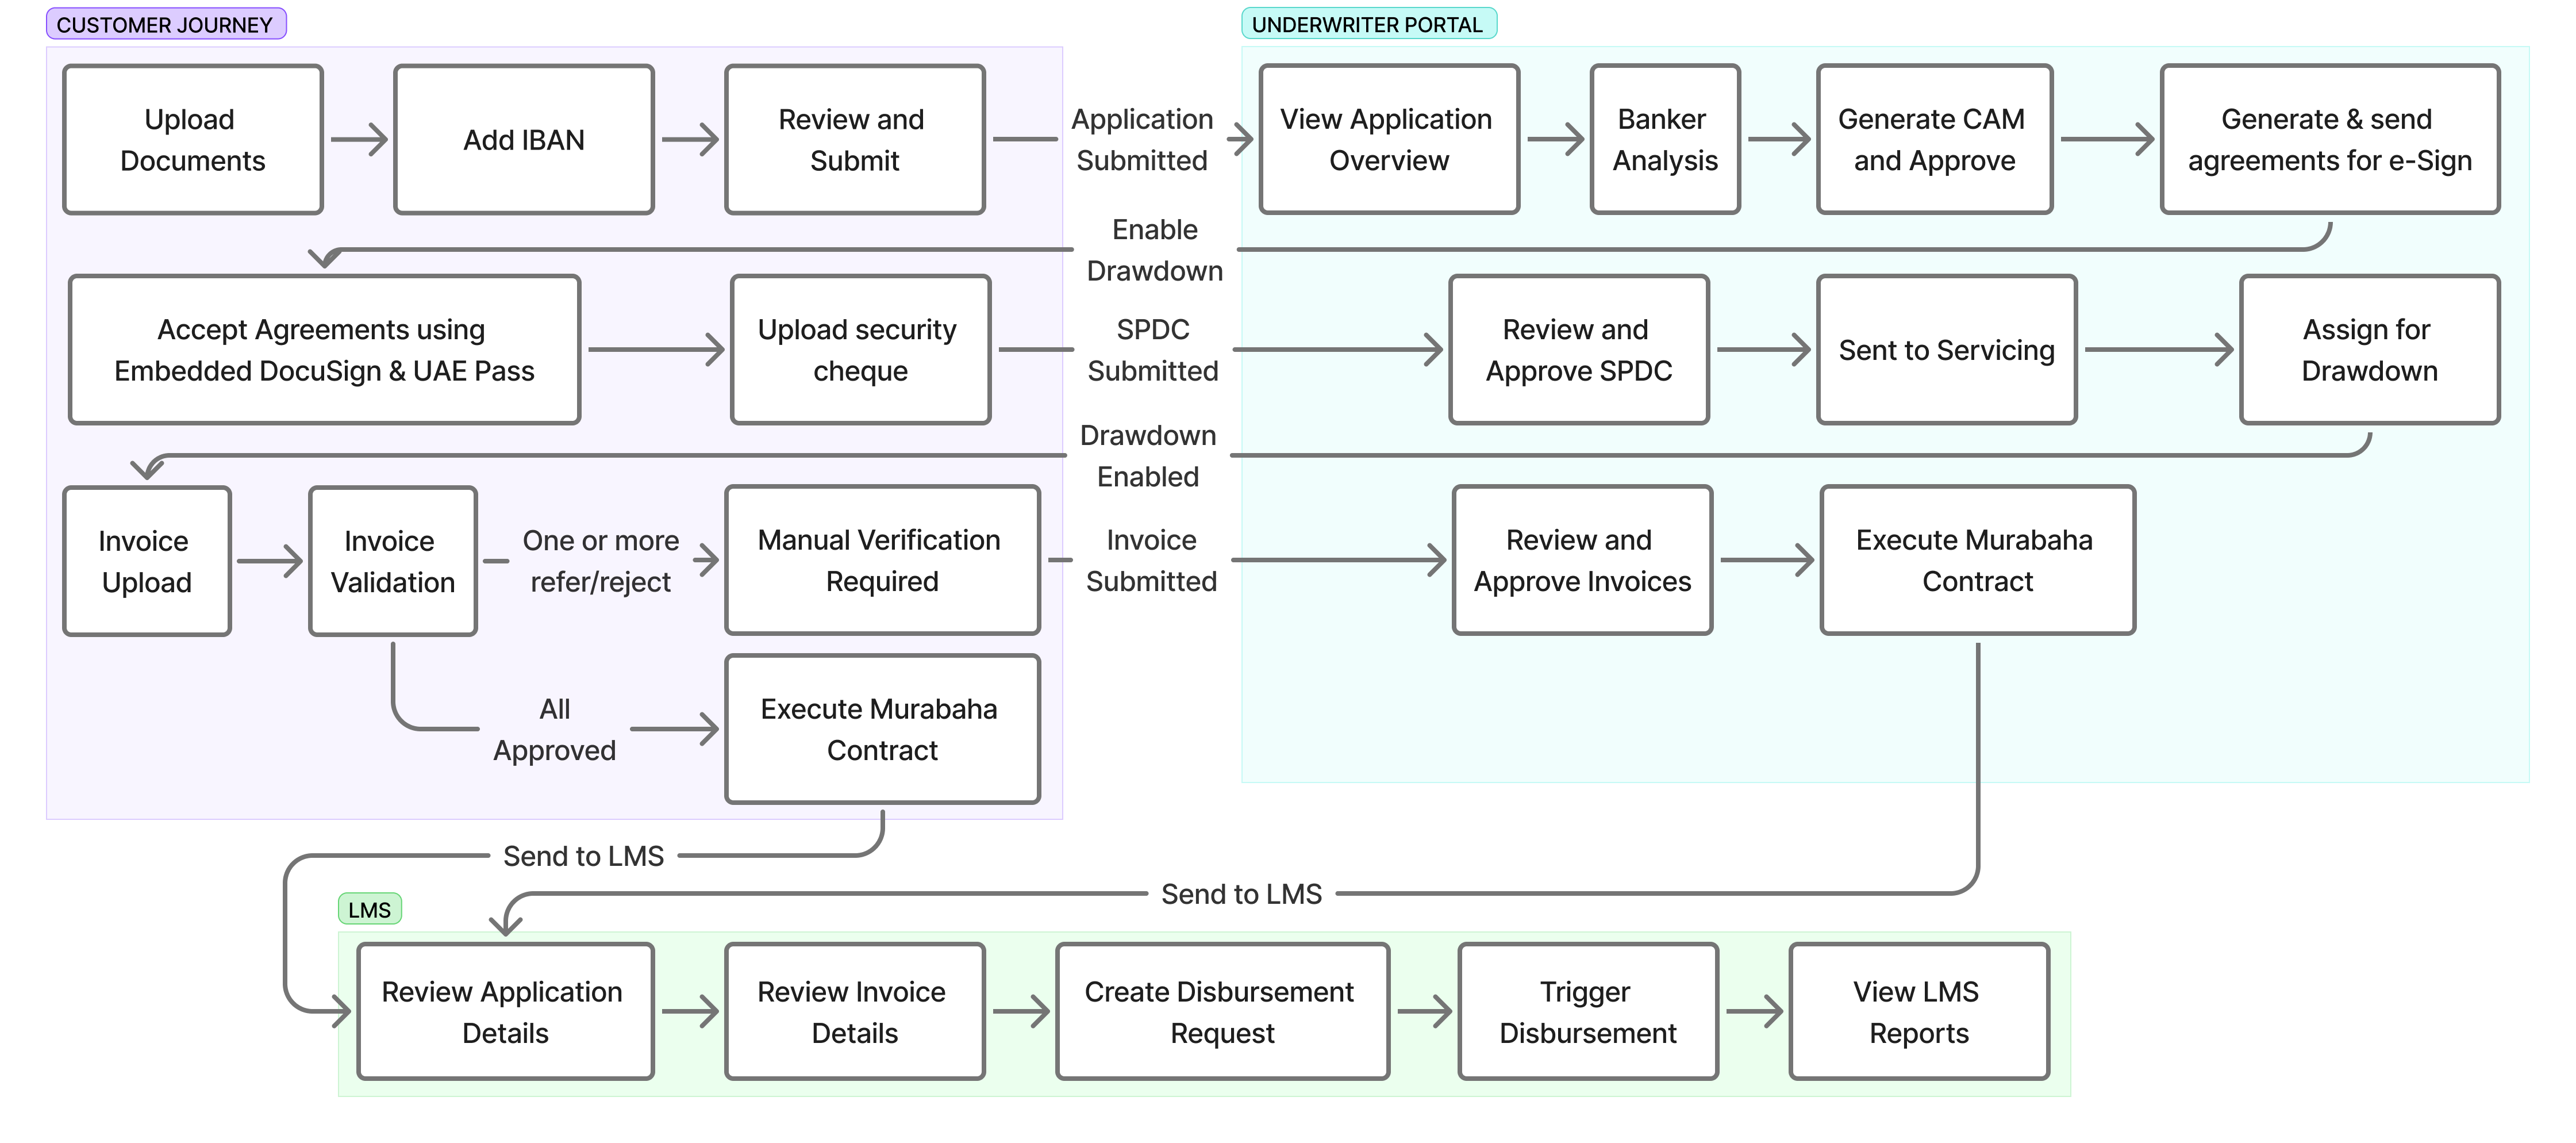 CUSTOMER JOURNEY
UNDERWRITER PORTAL
Upload
Documents
Add IBAN
Review and
Submit
Application
Submitted
View Application
Overview
Banker
Analysis
Generate CAM
and Approve
Generate & send
agreements for e-Sign
Enable
Drawdown
Accept Agreements using
Embedded DocuSign & UAE Pass
Upload security
cheque
SPDC
Submitted
Review and
Approve SPDC
Sent to Servicing
Assign for
Drawdown
Drawdown
Enabled
Invoice
Upload
Invoice
Validation
One or more
refer/reject
Manual Verification
Required
Invoice
Submitted
Review and
Approve Invoices
Execute Murabaha
Contract
All
Approved
Execute Murabaha
Contract
Send to LMS
Send to LMS
LMS
Review Application
Details
Review Invoice
Details
Create Disbursement
Request
Trigger
Disbursement
View LMS
Reports